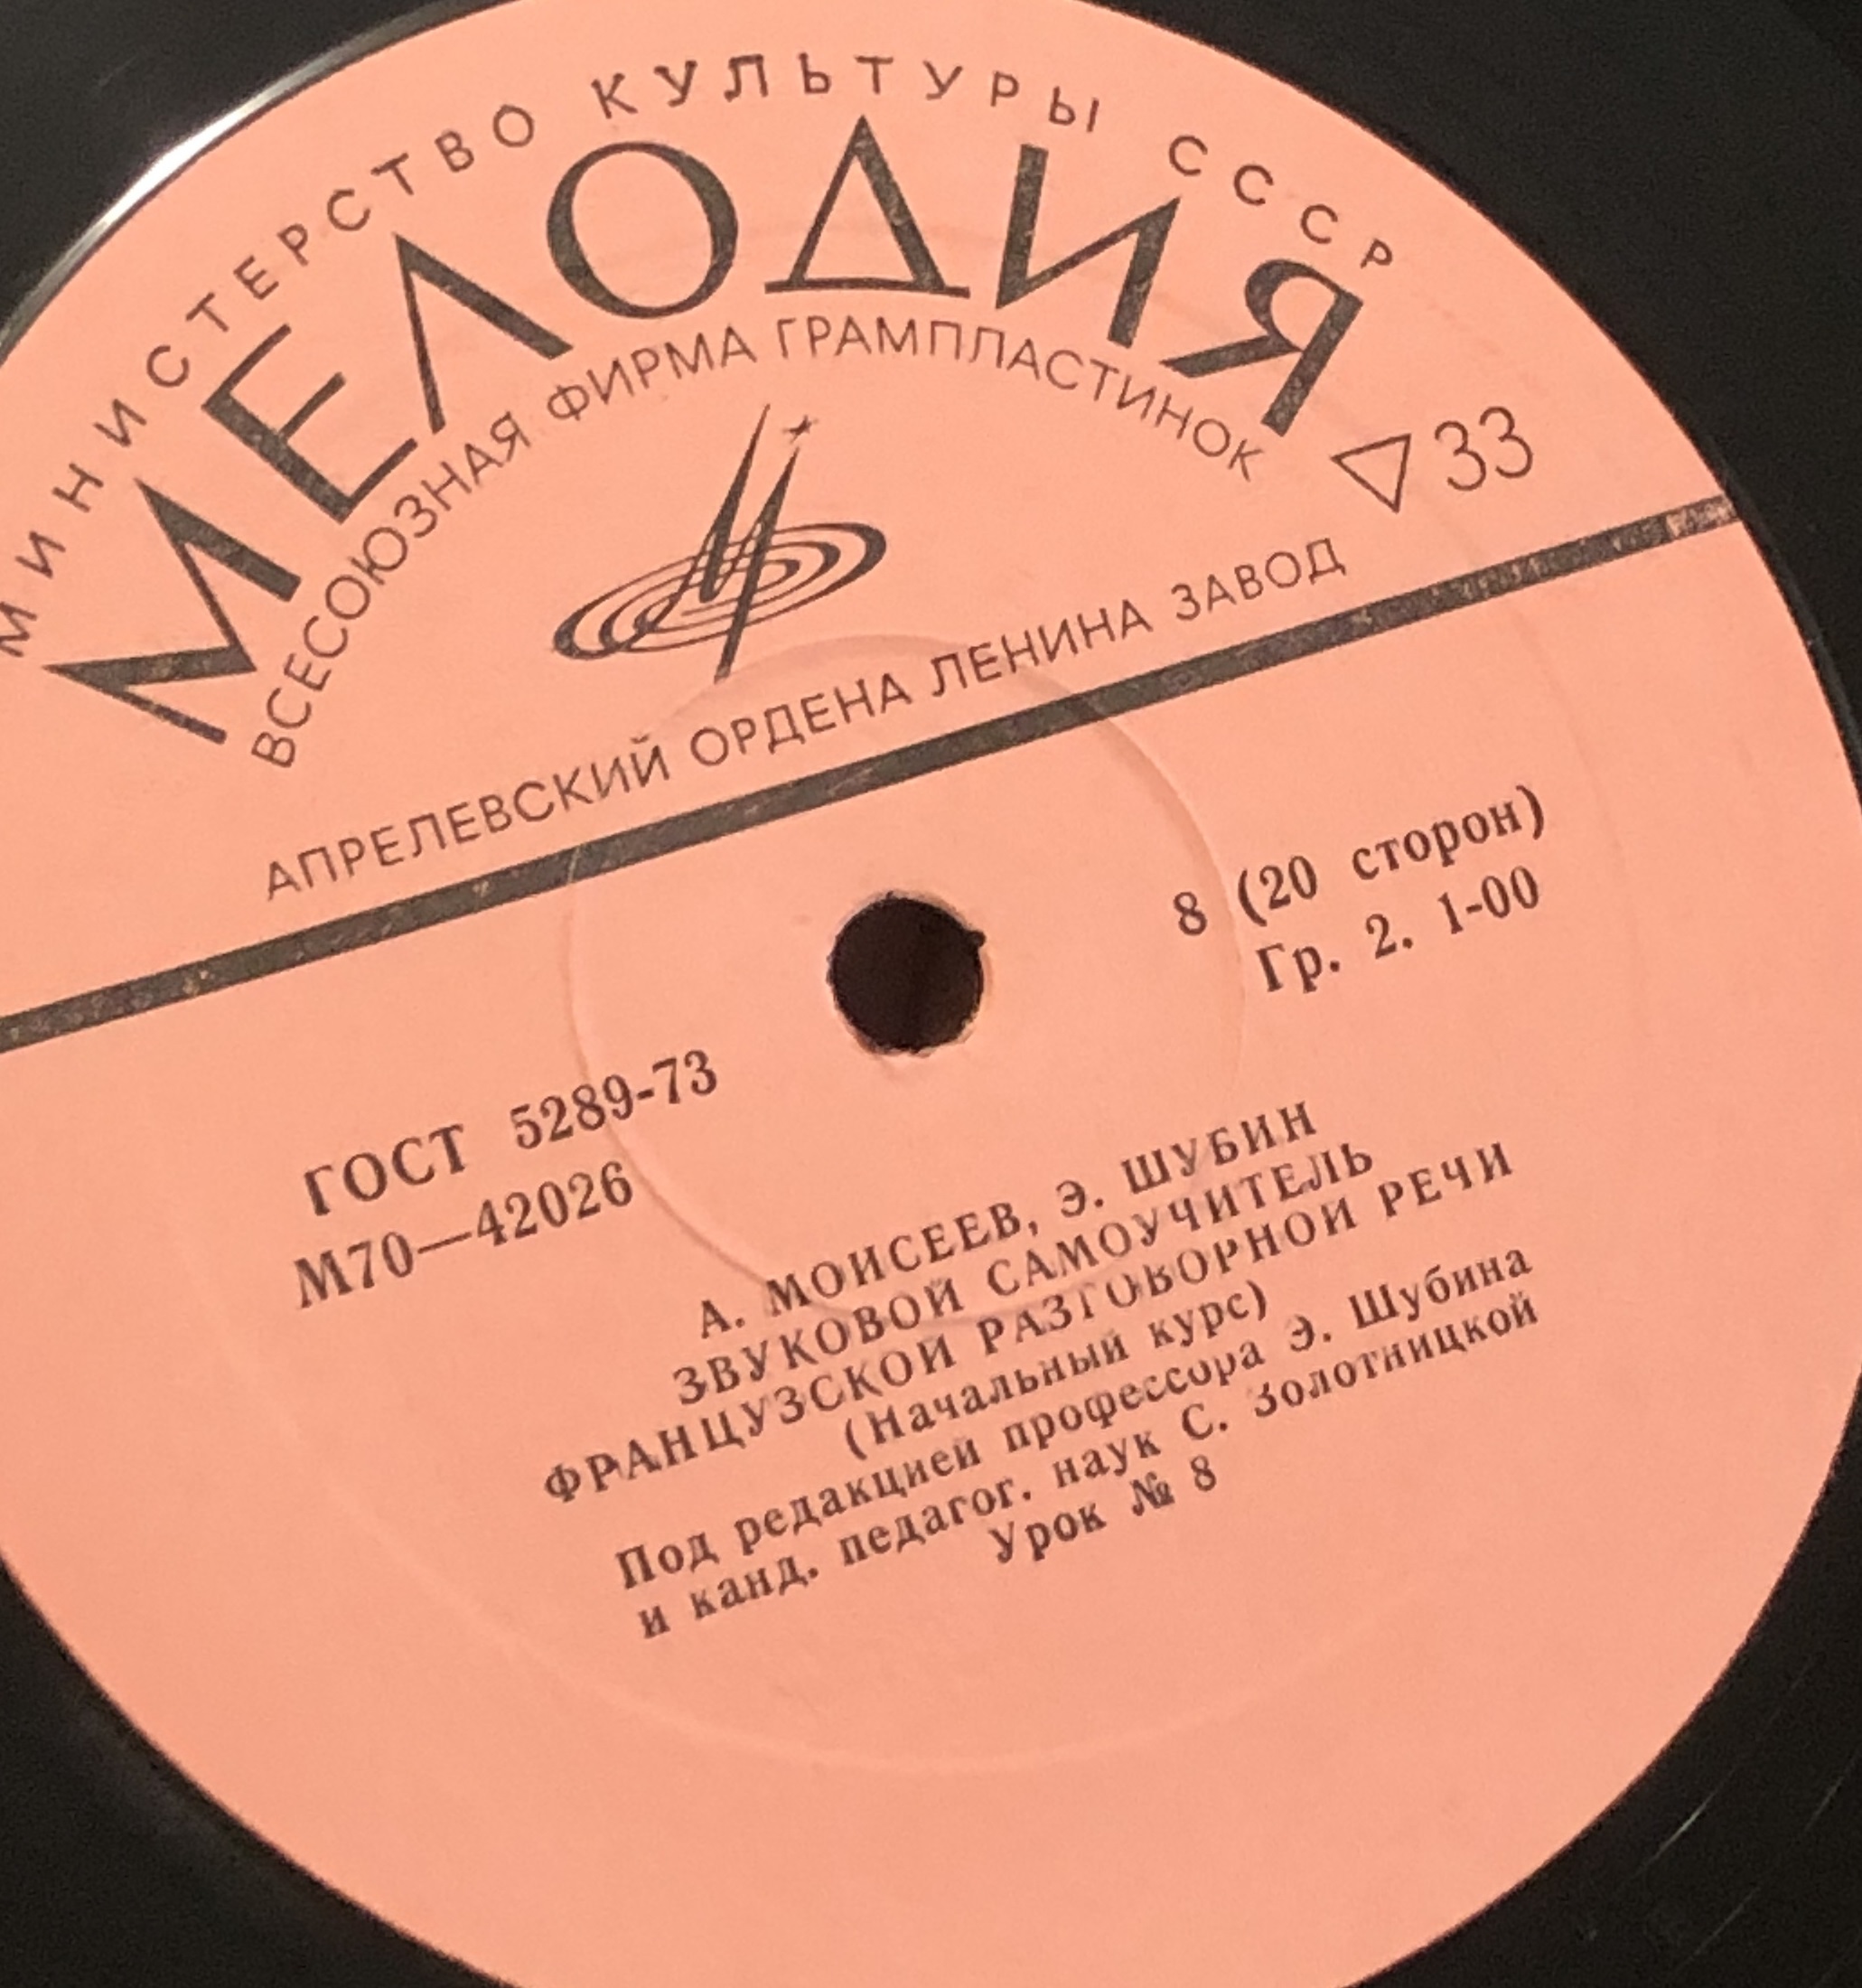 МИНИСТЕРСТВО КУЛЬТУРЫ СССР
МЕЛОДИЯ
ВСЕСОЮЗНАЯ ФИРМА ГРАМПЛАСТИНОК
▽33
АПРЕЛЕВСКИЙ ОРДЕНА ЛЕНИНА ЗАВОД
8 (20 сторон)
Гр. 2. 1-00
ГОСТ 5289-73
М70—42026
А. МОИСЕЕВ, Э. ШУБИН
ЗВУКОВОЙ САМОУЧИТЕЛЬ
ФРАНЦУЗСКОЙ РАЗГОВОРНОЙ РЕЧИ
(Начальный курс)
Под редакцией профессора Э. Шубина
и канд. педагог. наук С. Золотницкой
Урок № 8